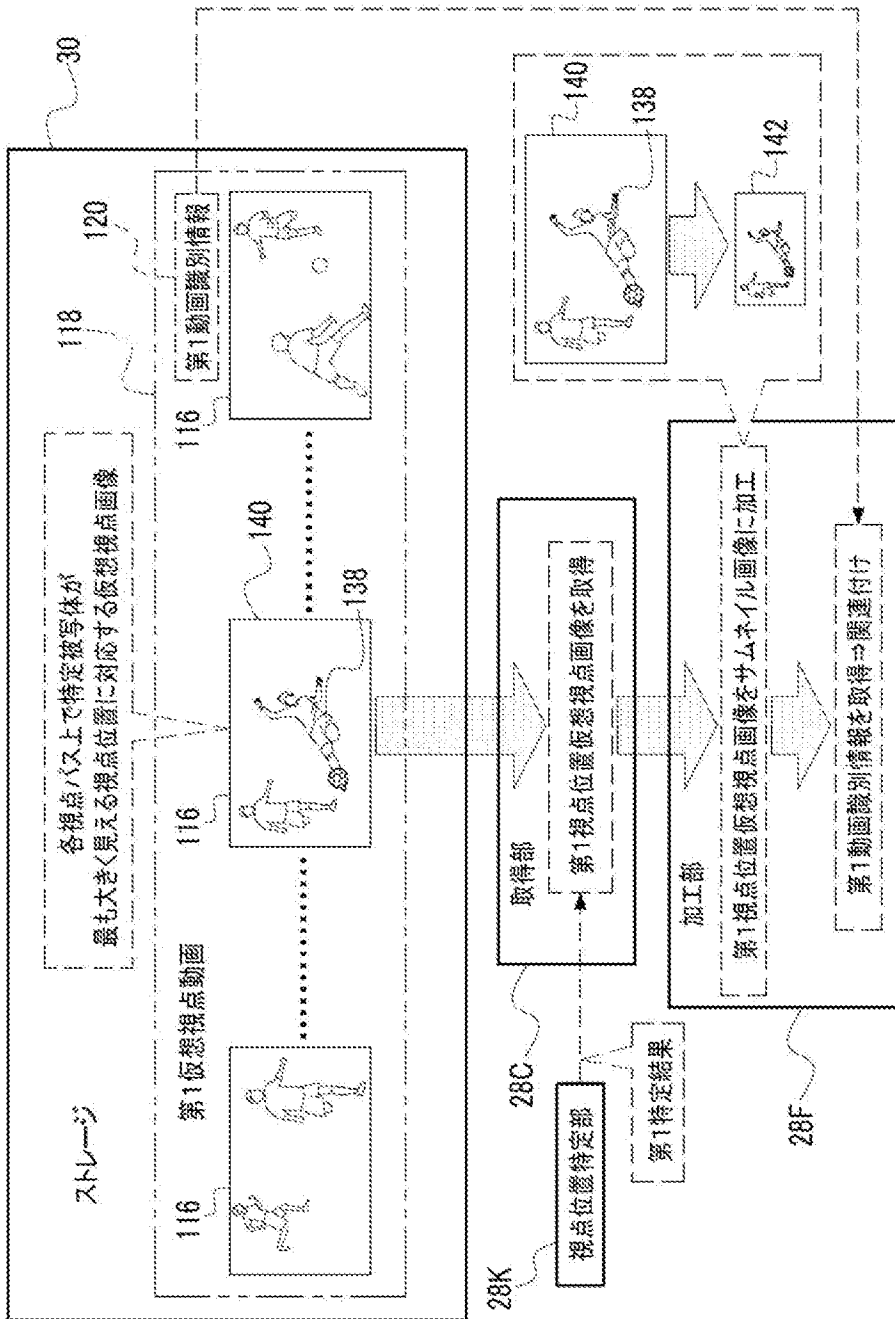 ストレージ
30
各視点パス上で特定被写体が
最も大きく見える視点位置に対応する仮想視点画像
118
120
第1仮想視点動画
第1動画識別情報
116
116
140
138
116
視点位置特定部
28K
第1特定結果
28C
取得部
第1視点位置仮想視点画像を取得
28F
加工部
第1視点位置仮想視点画像をサムネイル画像に加工
第1動画識別情報を取得⇒関連付け
140
138
142